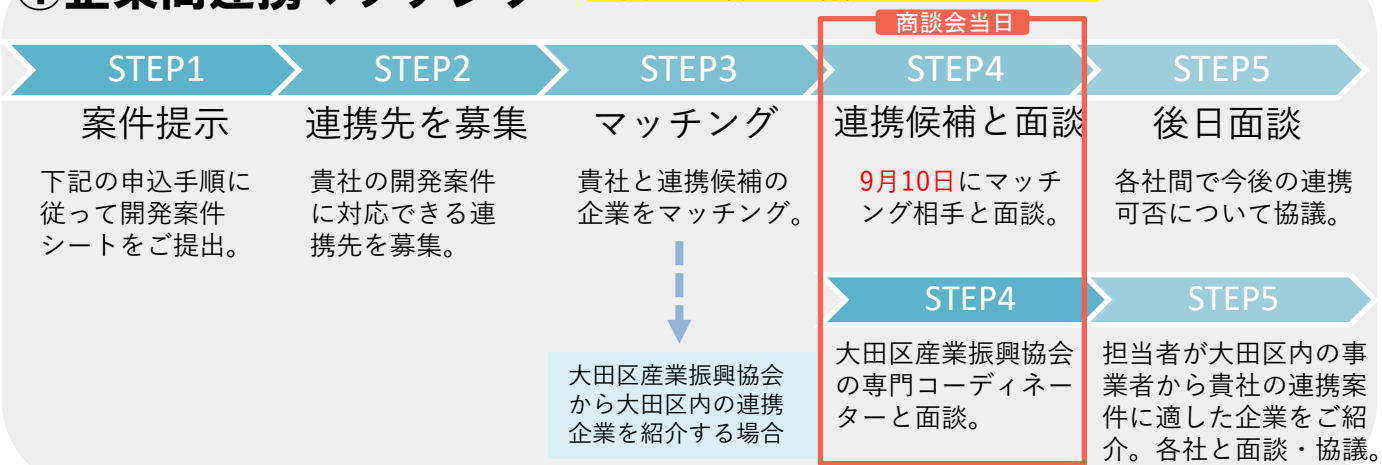 企業間連携マッチング
商談会当日
STEP1
STEP2
STEP3
STEP4
STEP5
案件提示
連携先を募集
マッチング
連携候補と面談
後日面談
下記の申込手順に
従って開発案件
シートをご提出。
貴社の開発案件
に対応できる連
携先を募集。
貴社と連携候補の
企業をマッチング。
9月10日にマッチ
ング相手と面談。
各社間で今後の連携
可否について協議。
STEP4
STEP5
大田区産業振興協会
から大田区内の連携
企業を紹介する場合
大田区産業振興協会
の専門コーディネー
ターと面談。
担当者が大田区内の事
業者から貴社の連携案
件に適した企業をご紹
介。各社と面談・協議。